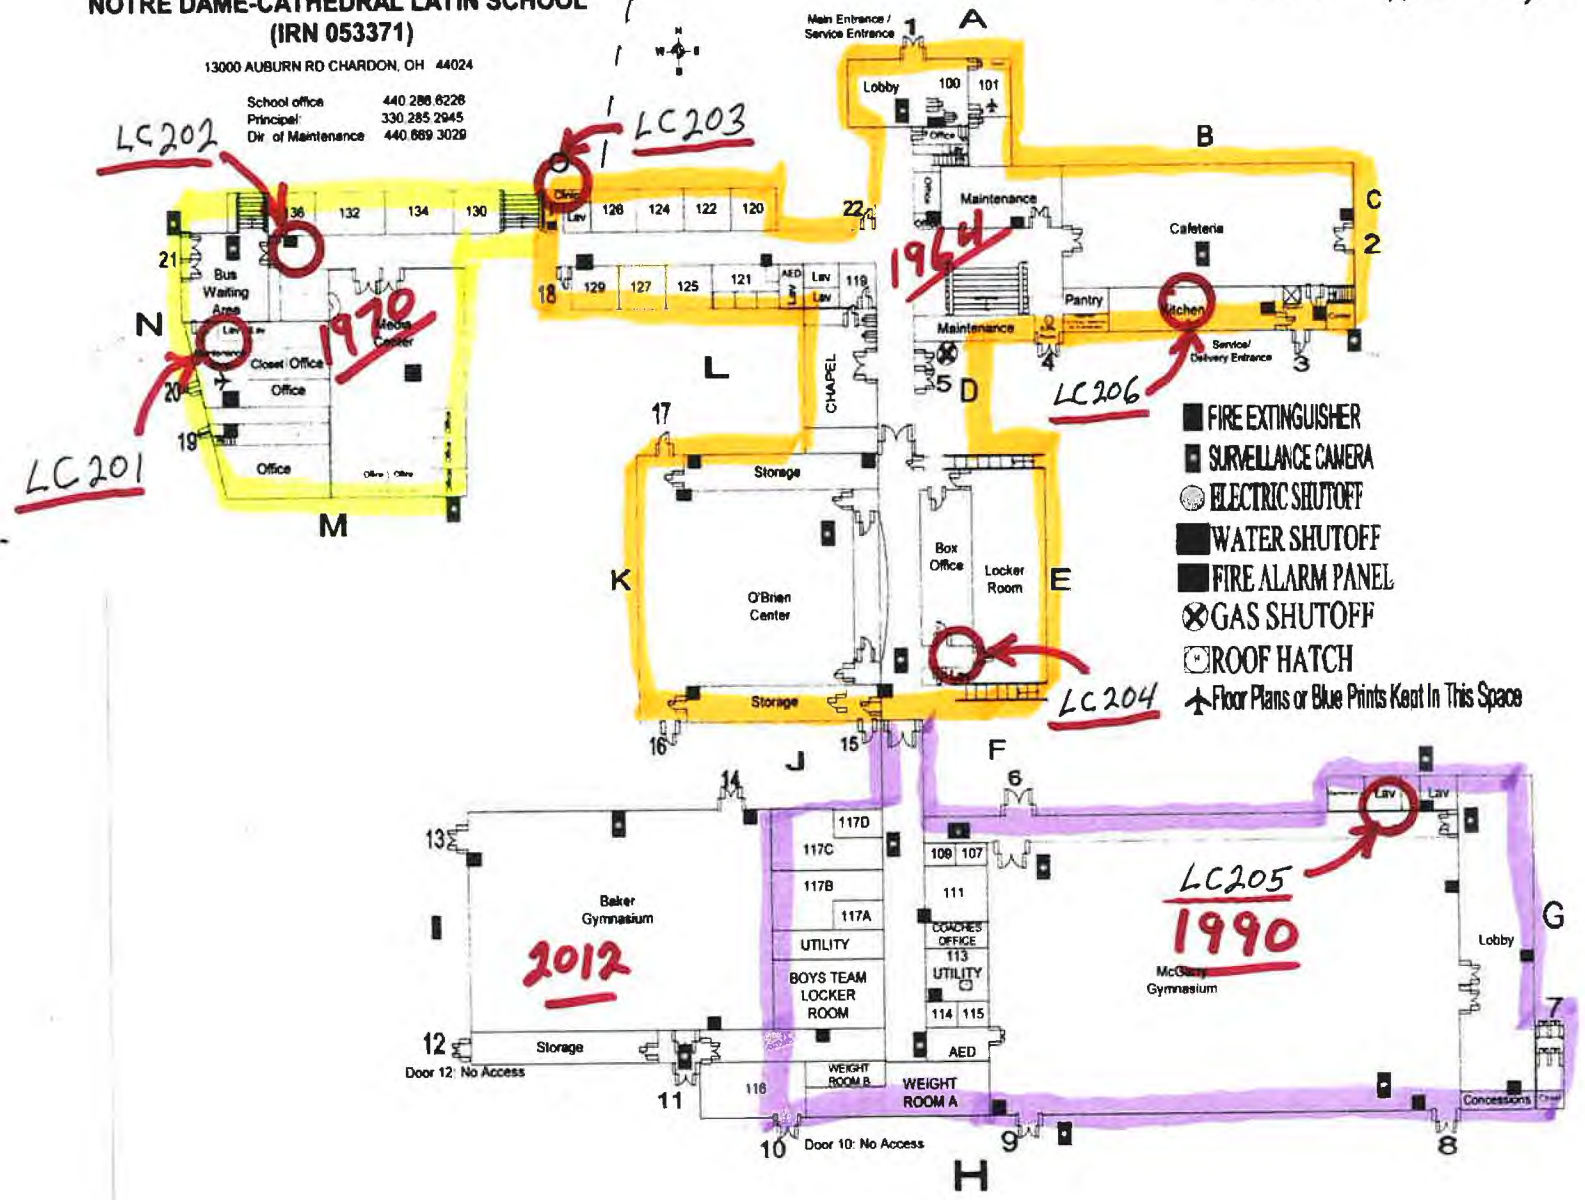 NOTRE DAME-CATHEDRAL LATIN SCHOOL
(IRN 053371)
13000 AUBURN RD CHARDON, OH 44024
School office 440.286.6226
Principal: 330.285.2945
Dir of Maintenance 440.669.3029
LC202
LC203
N
W
E
S
Main Entrance /
Service Entrance
1
A
Lobby
100
101
Office
B
C
2
Maintenance
1964
Cafeteria
22
136
132
134
130
Clinic
Lav
126
124
122
120
21
Bus
Waiting
Area
18
129
127
125
121
AED
Lav
Lav
Lav
119
Pantry
Kitchen
Maintenance
N
1970
Media
Center
Lav
Maintenance
Closet
Office
Office
20
19
Office
Office
Office
LC201
M
L
CHAPEL
5
D
4
Service/
Delivery Entrance
3
LC206
17
Storage
K
O'Brien
Center
Box
Office
Locker
Room
E
Storage
LC204
16
15
J
F
FIRE EXTINGUISHER
SURVEILLANCE CAMERA
ELECTRIC SHUTOFF
WATER SHUTOFF
FIRE ALARM PANEL
GAS SHUTOFF
ROOF HATCH
Floor Plans or Blue Prints Kept In This Space
14
6
Lav
Lav
13
117D
117C
117B
117A
109
107
111
LC205
1990
G
Baker
Gymnasium
2012
UTILITY
COACHES
OFFICE
113
UTILITY
BOYS TEAM
LOCKER
ROOM
114
115
AED
Gymnasium
Lobby
7
12
Storage
Door 12: No Access
11
116
WEIGHT
ROOM B
WEIGHT
ROOM A
Concessions
10
Door 10: No Access
9
8
H